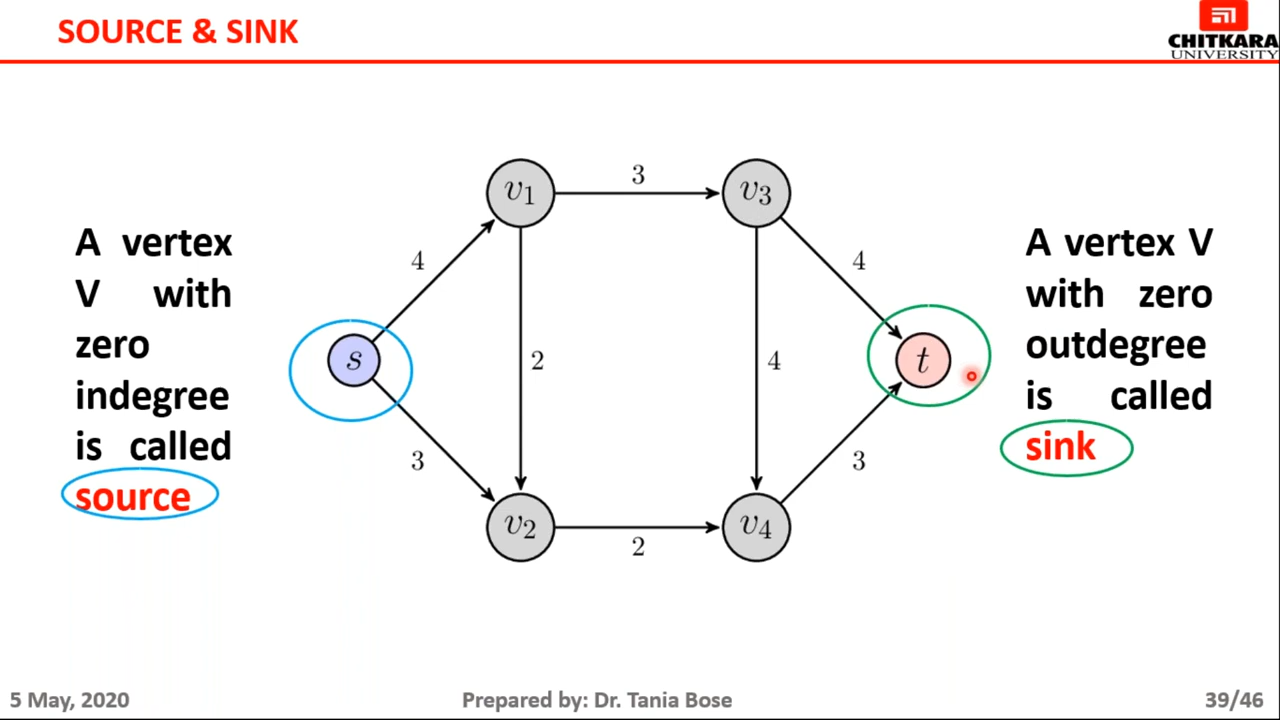 SOURCE & SINK
CHITKARA
UNIVERSITY
A vertex
V with
zero
indegree
is called
source
s
4
3
v1
v2
3
2
2
v3
v4
4
4
3
t
A vertex V
with zero
outdegree
is called
sink
5 May, 2020
Prepared by: Dr. Tania Bose
39/46